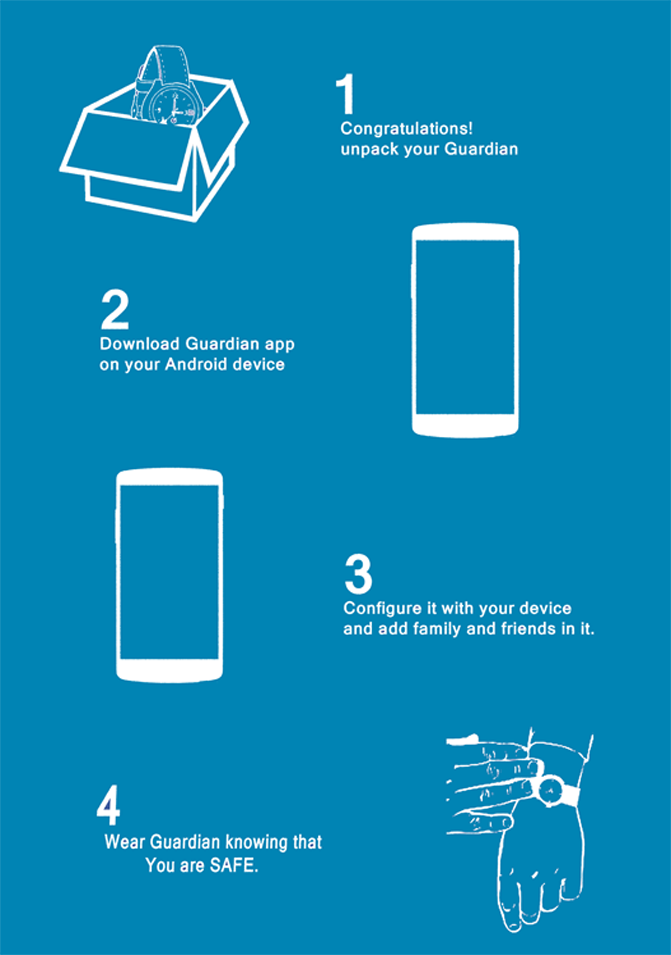 1
Congratulations!
unpack your Guardian
2
Download Guardian app
on your Android device
3
Configure it with your device
and add family and friends in it.
4
Wear Guardian knowing that
You are SAFE.